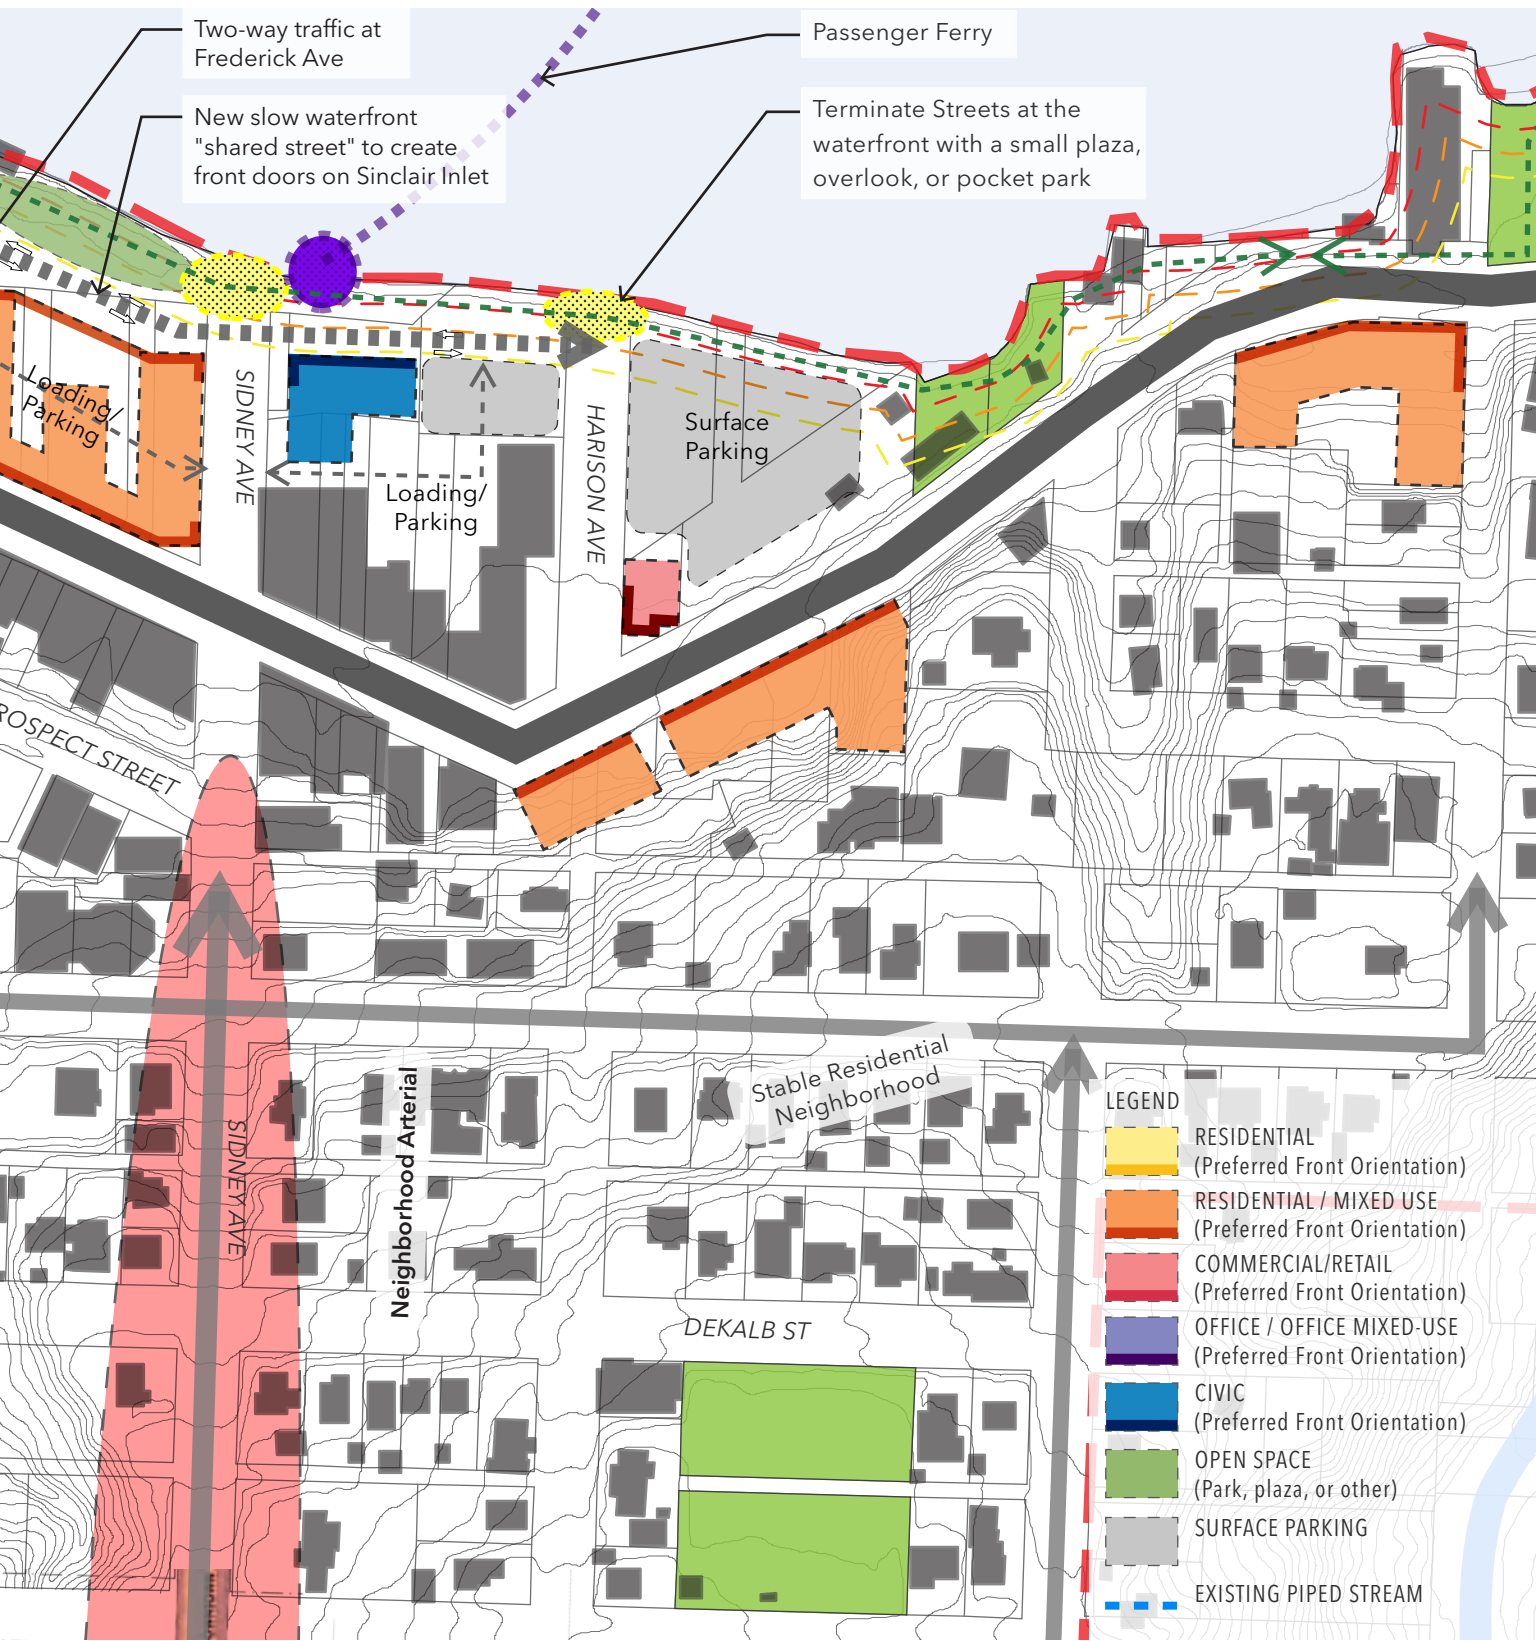 Two-way traffic at
Frederick Ave
Passenger Ferry
New slow waterfront
"shared street" to create
front doors on Sinclair Inlet
Terminate Streets at the
waterfront with a small plaza,
overlook, or pocket park
Loading/
Parking
SIDNEY AVE
HARISON AVE
Surface
Parking
Loading/
Parking
ROSPECT STREET
Stable Residential
Neighborhood
Neighborhood Arterial
SIDNEY AVE
DEKALB ST
LEGEND
RESIDENTIAL
(Preferred Front Orientation)
RESIDENTIAL / MIXED USE
(Preferred Front Orientation)
COMMERCIAL/RETAIL
(Preferred Front Orientation)
OFFICE / OFFICE MIXED-USE
(Preferred Front Orientation)
CIVIC
(Preferred Front Orientation)
OPEN SPACE
(Park, plaza, or other)
SURFACE PARKING
EXISTING PIPED STREAM